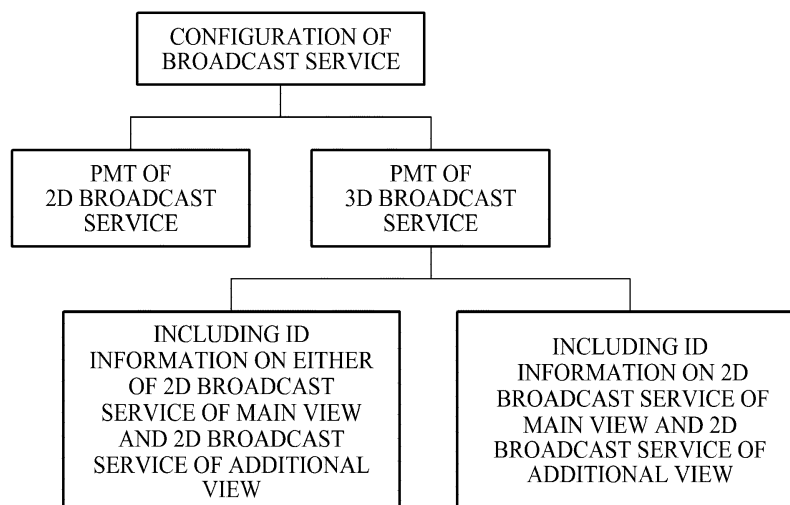 CONFIGURATION OF
BROADCAST SERVICE
PMT OF
2D BROADCAST
SERVICE
PMT OF
3D BROADCAST
SERVICE
INCLUDING ID
INFORMATION ON EITHER
OF 2D BROADCAST
SERVICE OF MAIN VIEW
AND 2D BROADCAST
SERVICE OF ADDITIONAL
VIEW
INCLUDING ID
INFORMATION ON 2D
BROADCAST SERVICE OF
MAIN VIEW AND 2D
BROADCAST SERVICE OF
ADDITIONAL VIEW